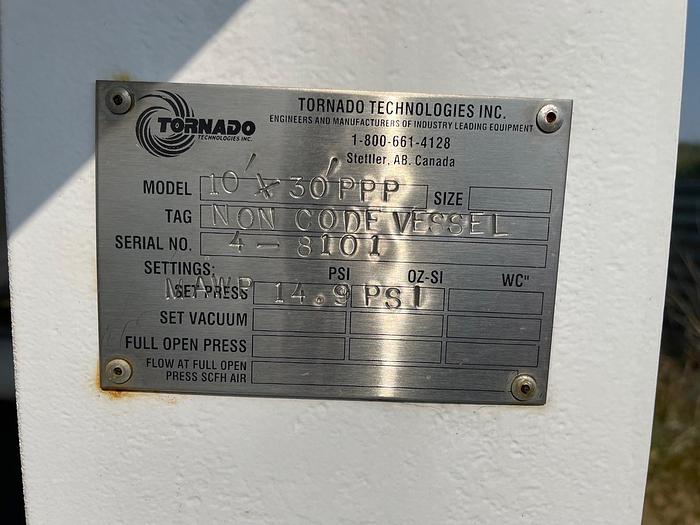 TORNADO
TECHNOLOGIES INC.
TORNADO TECHNOLOGIES INC.
ENGINEERS AND MANUFACTURERS OF INDUSTRY LEADING EQUIPMENT
1-800-661-4128
Stettler, AB. Canada
MODEL 10' X 30' PPP SIZE
TAG NON CODE VESSEL
SERIAL NO. 4-8101
SETTINGS: PSI OZ-SI WC"
MAWP SET PRESS 14.9 PSI
SET VACUUM
FULL OPEN PRESS
FLOW AT FULL OPEN
PRESS SCFH AIR